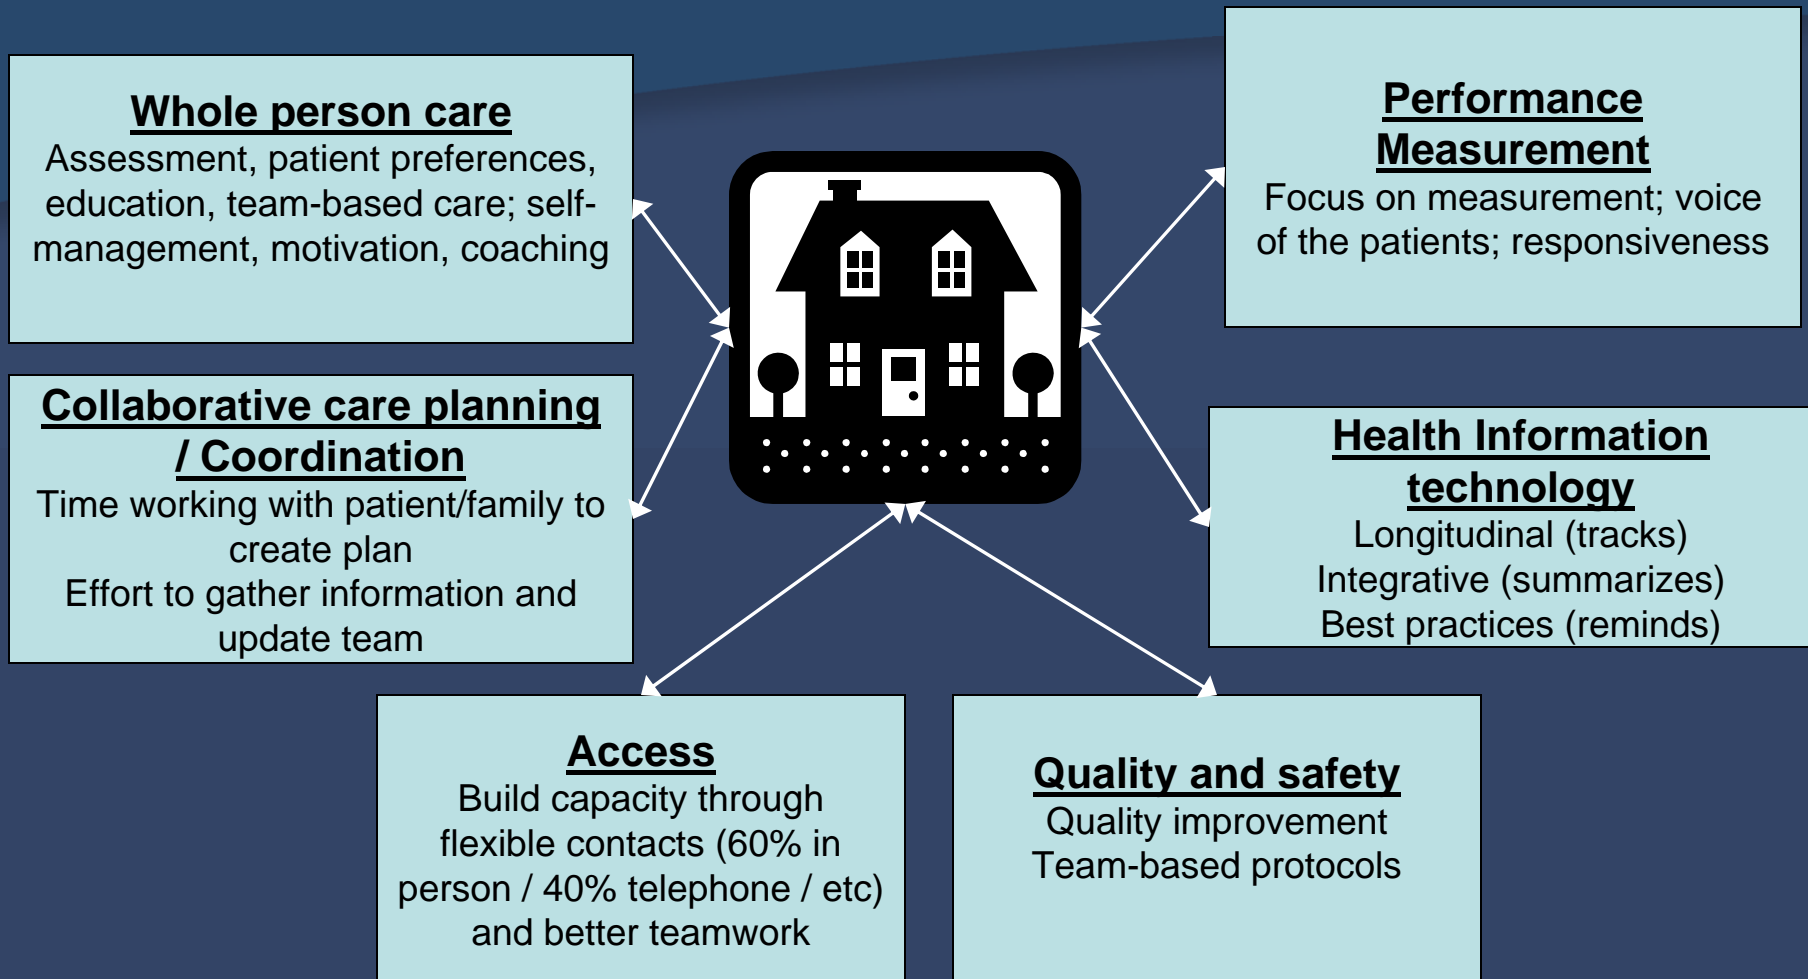 Whole person care
Assessment, patient preferences,
education, team-based care; self-
management, motivation, coaching
Performance
Measurement
Focus on measurement; voice
of the patients; responsiveness
Collaborative care planning
/ Coordination
Time working with patient/family to
create plan
Effort to gather information and
update team
Health Information
technology
Longitudinal (tracks)
Integrative (summarizes)
Best practices (reminds)
Access
Build capacity through
flexible contacts (60% in
person / 40% telephone / etc)
and better teamwork
Quality and safety
Quality improvement
Team-based protocols